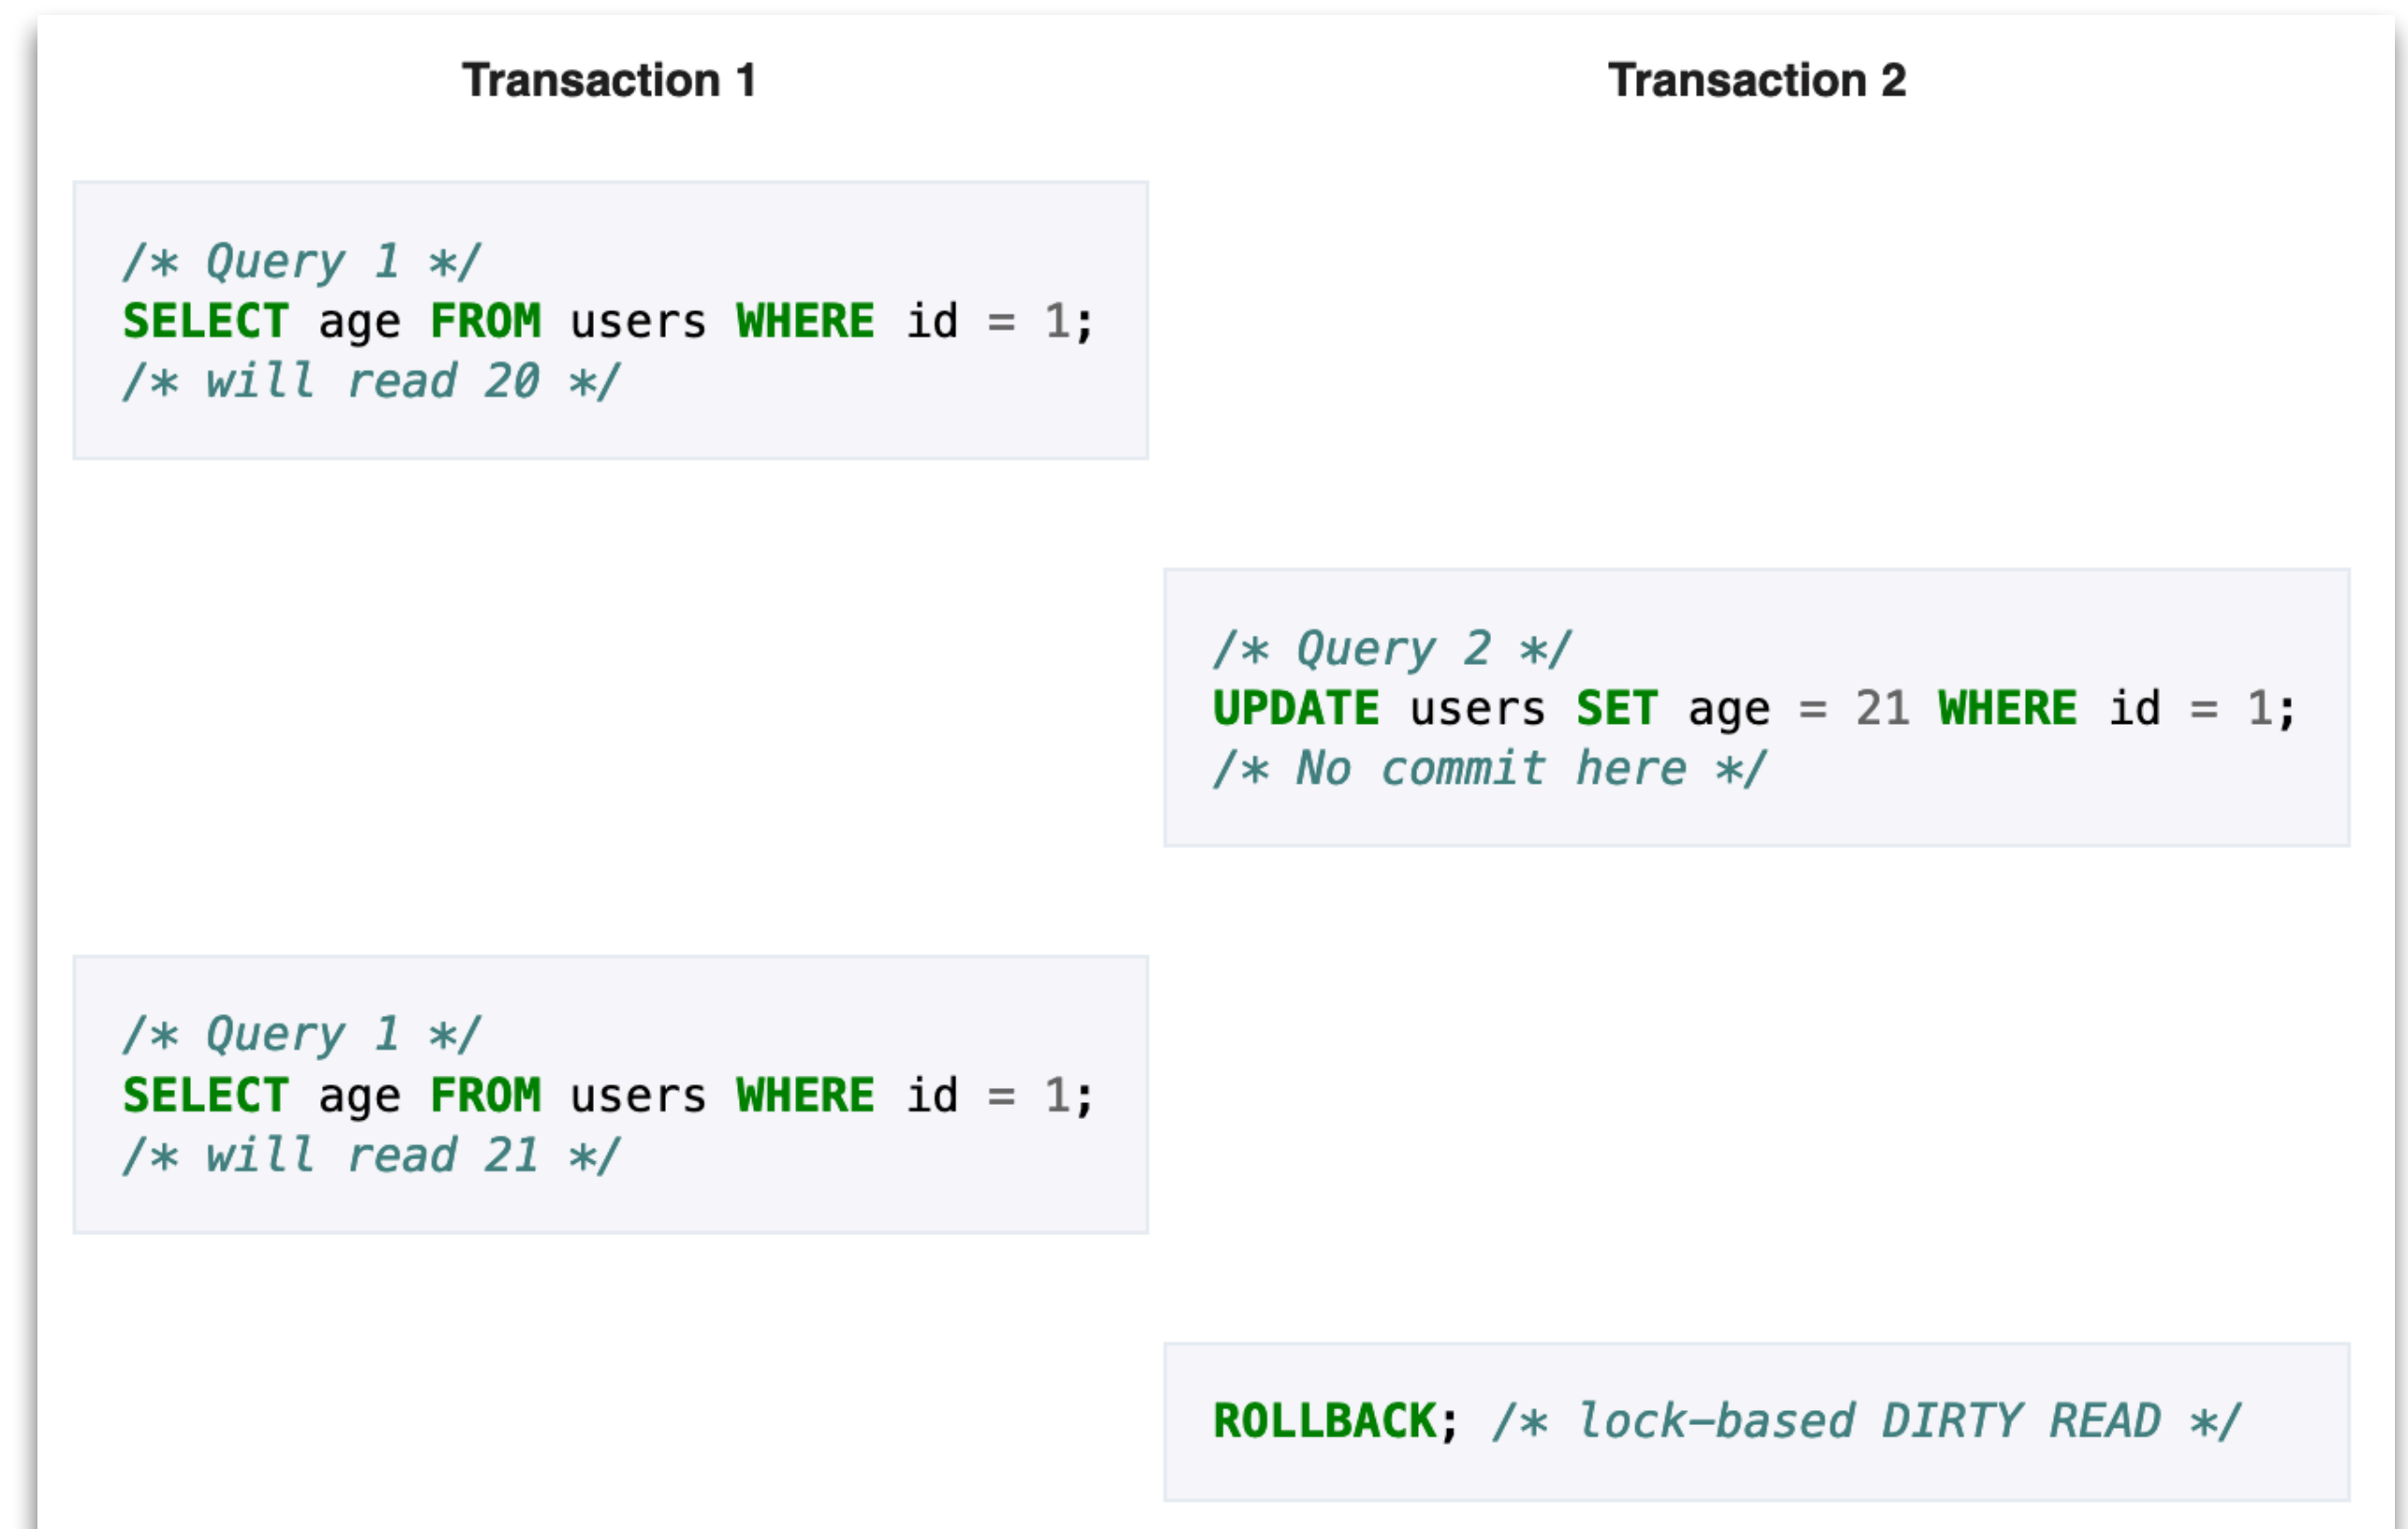 Transaction 1
Transaction 2
/* Query 1 */
SELECT age FROM users WHERE id = 1;
/* will read 20 */
/* Query 2 */
UPDATE users SET age = 21 WHERE id = 1;
/* No commit here */
/* Query 1 */
SELECT age FROM users WHERE id = 1;
/* will read 21 */
ROLLBACK; /* lock-based DIRTY READ */